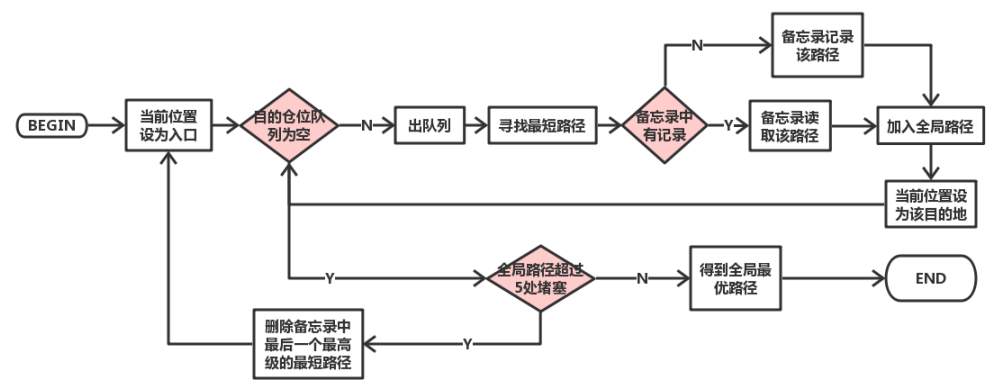 备忘录记录
该路径
N
BEGIN
当前位置
设为入口
目的仓位队
列为空
N
出队列
寻找最短路径
备忘录中
有记录
Y
备忘录读
取该路径
加入全局路径
当前位置设
为该目的地
Y
全局路径超过
5处堵塞
N
得到全局最
优路径
END
删除备忘录中
最后一个最高
级的最短路径
Y